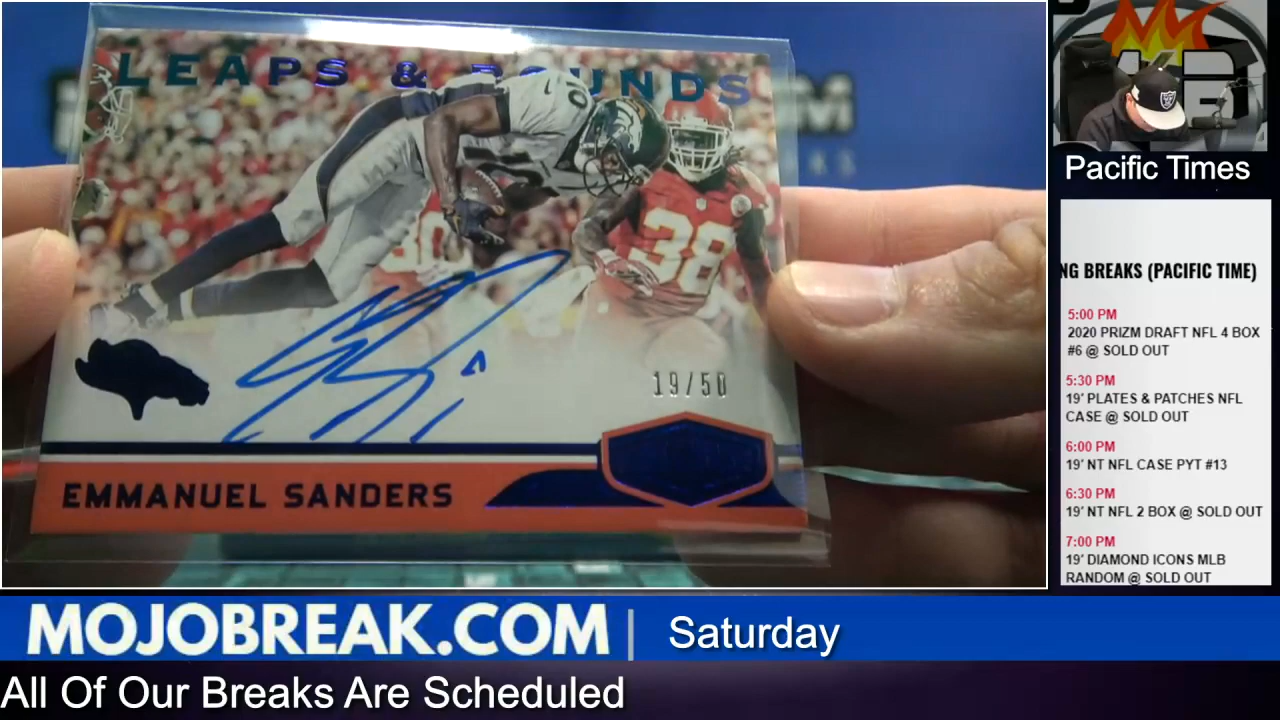 LEAPS & BOUNDS
38
19/50
EMMANUEL SANDERS
Pacific Times
NG BREAKS (PACIFIC TIME)
5:00 PM
2020 PRIZM DRAFT NFL 4 BOX
#6 @ SOLD OUT
5:30 PM
19' PLATES & PATCHES NFL
CASE @ SOLD OUT
6:00 PM
19' NT NFL CASE PYT #13
6:30 PM
19' NT NFL 2 BOX @ SOLD OUT
7:00 PM
19' DIAMOND ICONS MLB
RANDOM @ SOLD OUT
MOJOBREAK.COM | Saturday
All Of Our Breaks Are Scheduled